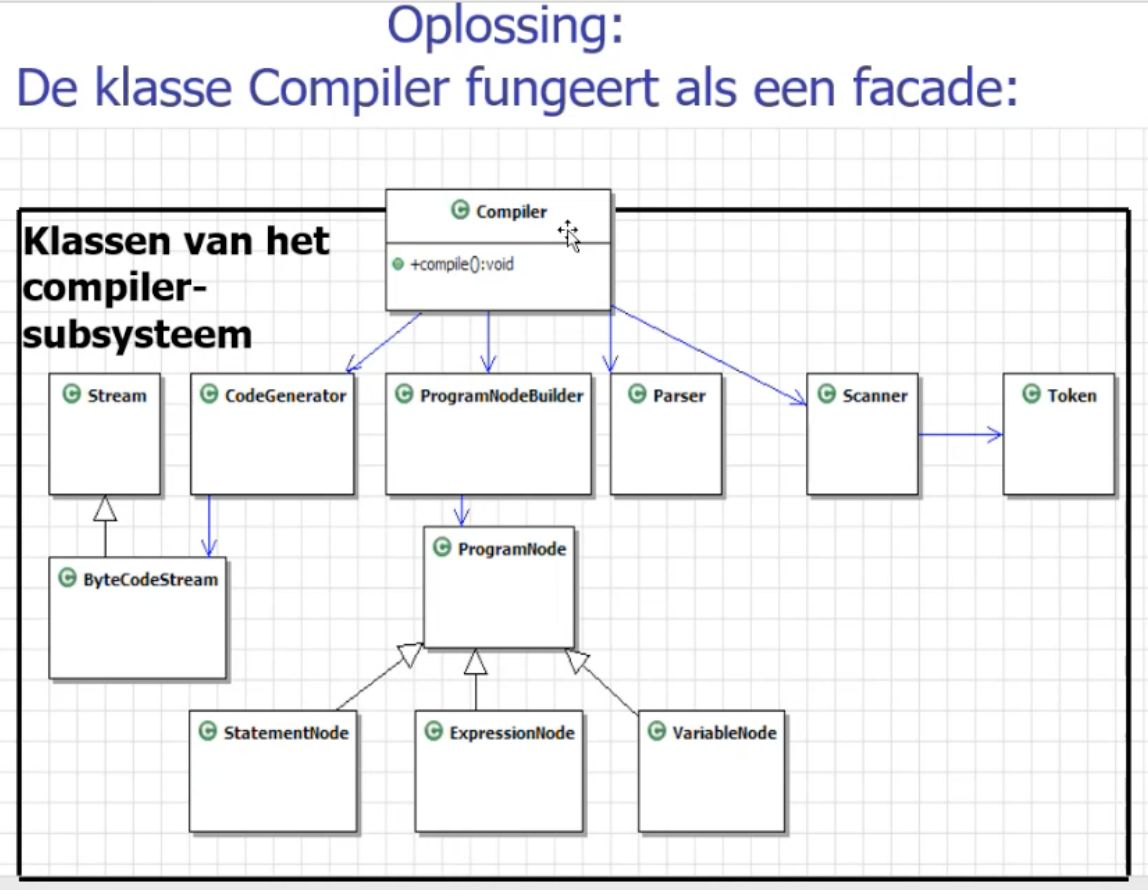 Oplossing:
De klasse Compiler fungeert als een facade:
Klassen van het
compiler-
subsysteem
Compiler
+compile():void
Stream
CodeGenerator
ProgramNodeBuilder
Parser
Scanner
Token
ByteCodeStream
ProgramNode
StatementNode
ExpressionNode
VariableNode